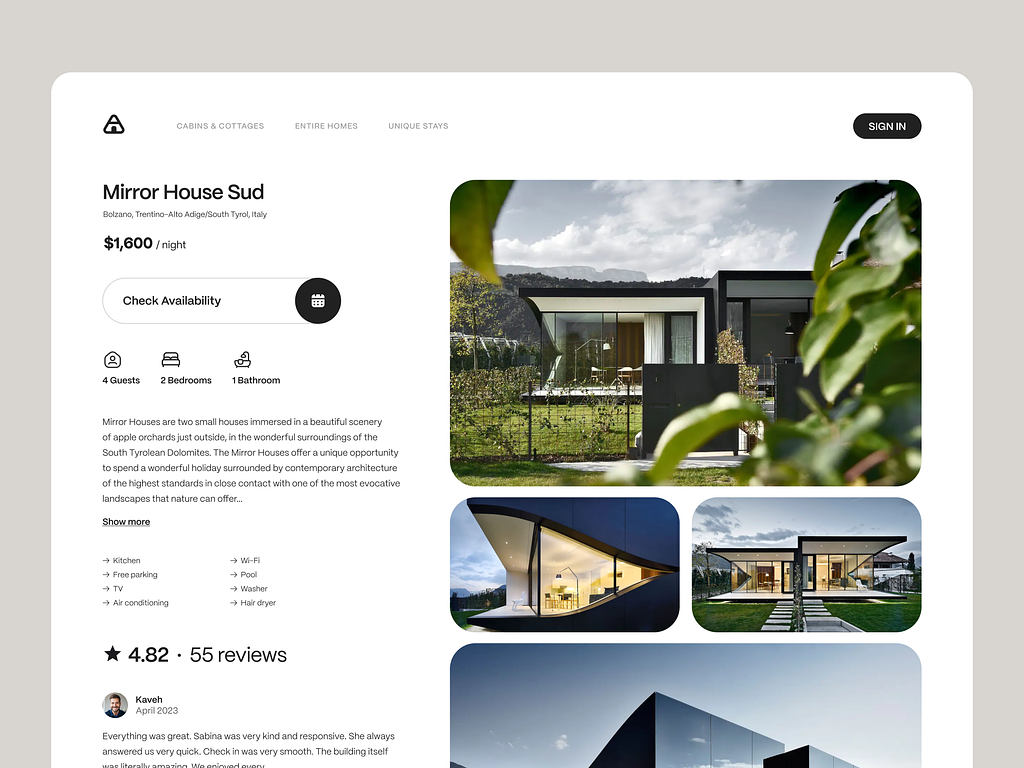 CABINS & COTTAGES
ENTIRE HOMES
UNIQUE STAYS
SIGN IN
Mirror House Sud
Bolzano, Trentino-Alto Adige/South Tyrol, Italy
$1,600 / night
Check Availability
4 Guests
2 Bedrooms
1 Bathroom
Mirror Houses are two small houses immersed in a beautiful scenery
of apple orchards just outside, in the wonderful surroundings of the
South Tyrolean Dolomites. The Mirror Houses offer a unique opportunity
to spend a wonderful holiday surrounded by contemporary architecture
of the highest standards in close contact with one of the most evocative
landscapes that nature can offer...
Show more
→ Kitchen
→ Free parking
→ TV
→ Air conditioning
→ Wi-Fi
→ Pool
→ Washer
→ Hair dryer
★ 4.82 · 55 reviews
Kaveh
April 2023
Everything was great. Sabina was very kind and responsive. She always
answered us very quick. Check in was very smooth. The building itself
was literally amazing. We enjoyed every